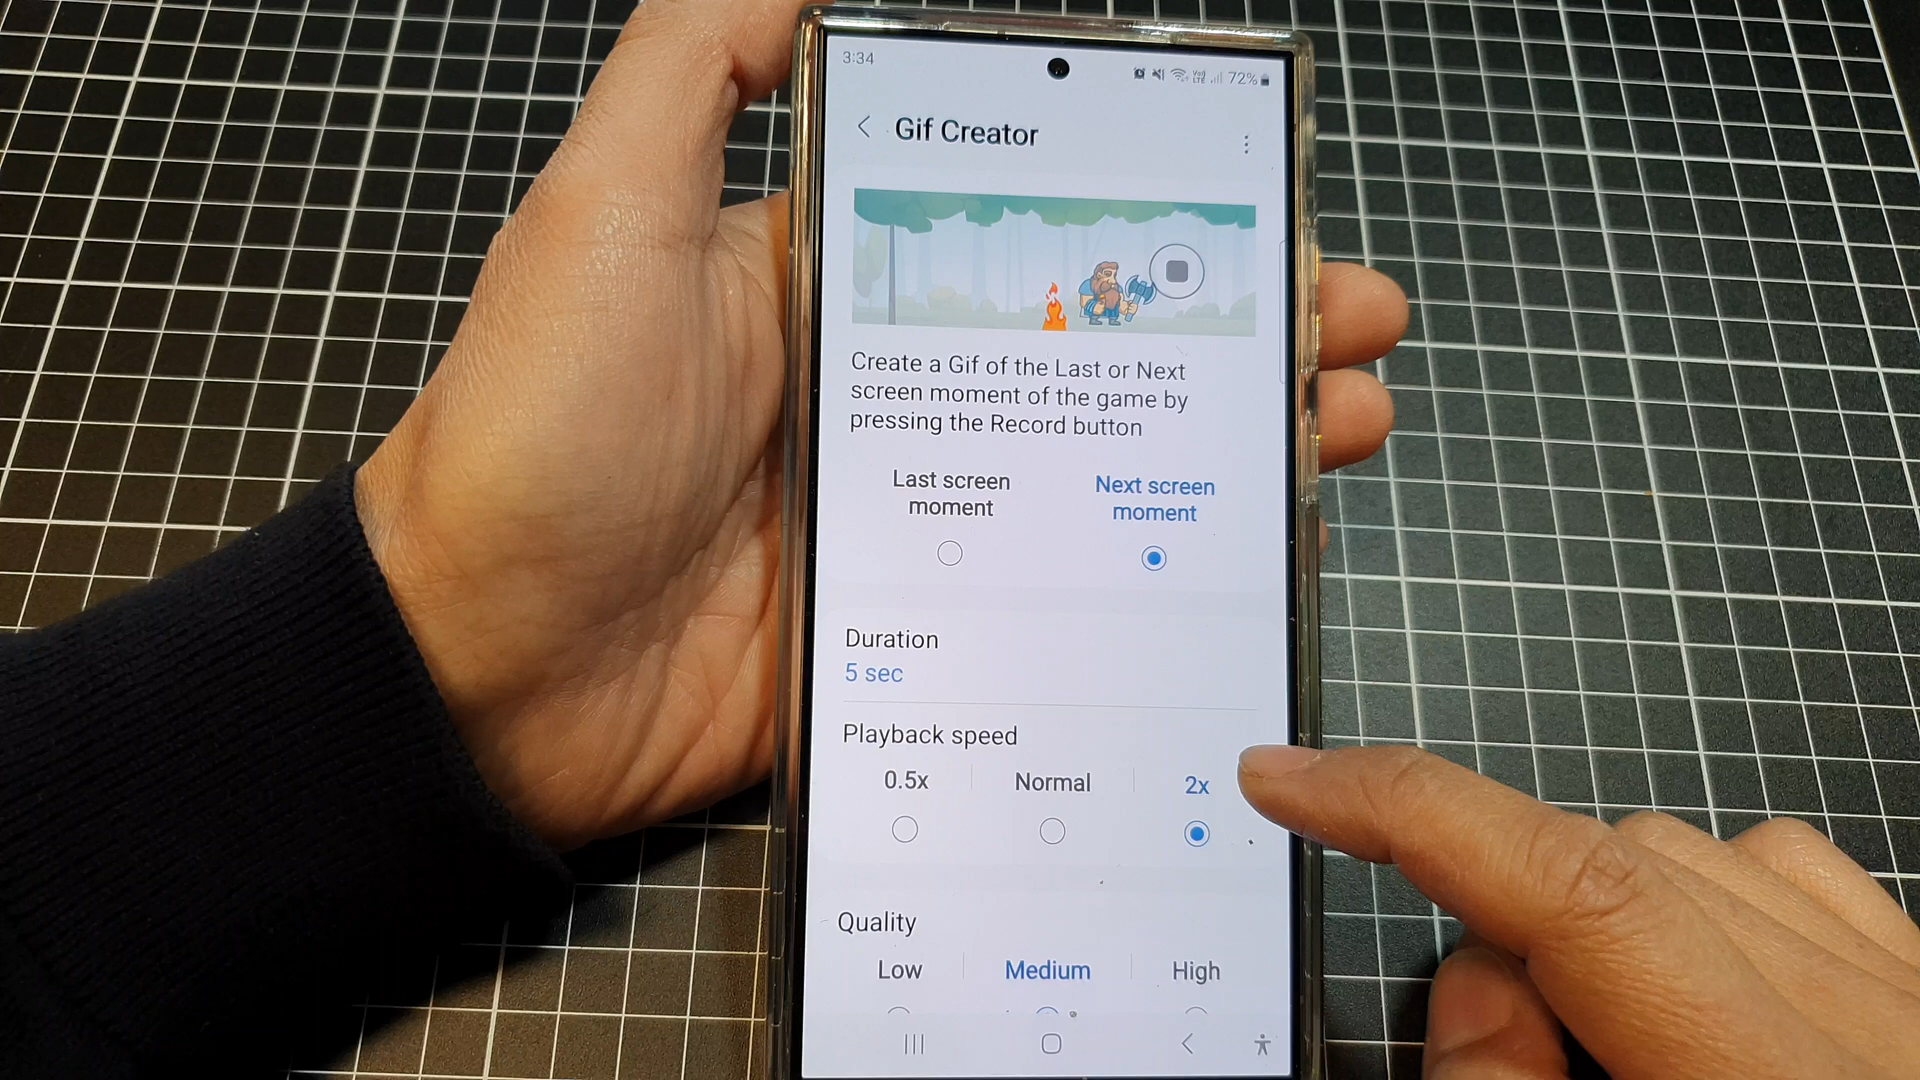 3:34
Vo)) LTE 72%
Gif Creator
Create a Gif of the Last or Next
screen moment of the game by
pressing the Record button
Last screen
moment
Next screen
moment
Duration
5 sec
Playback speed
0.5x Normal 2x
Quality
Low Medium High